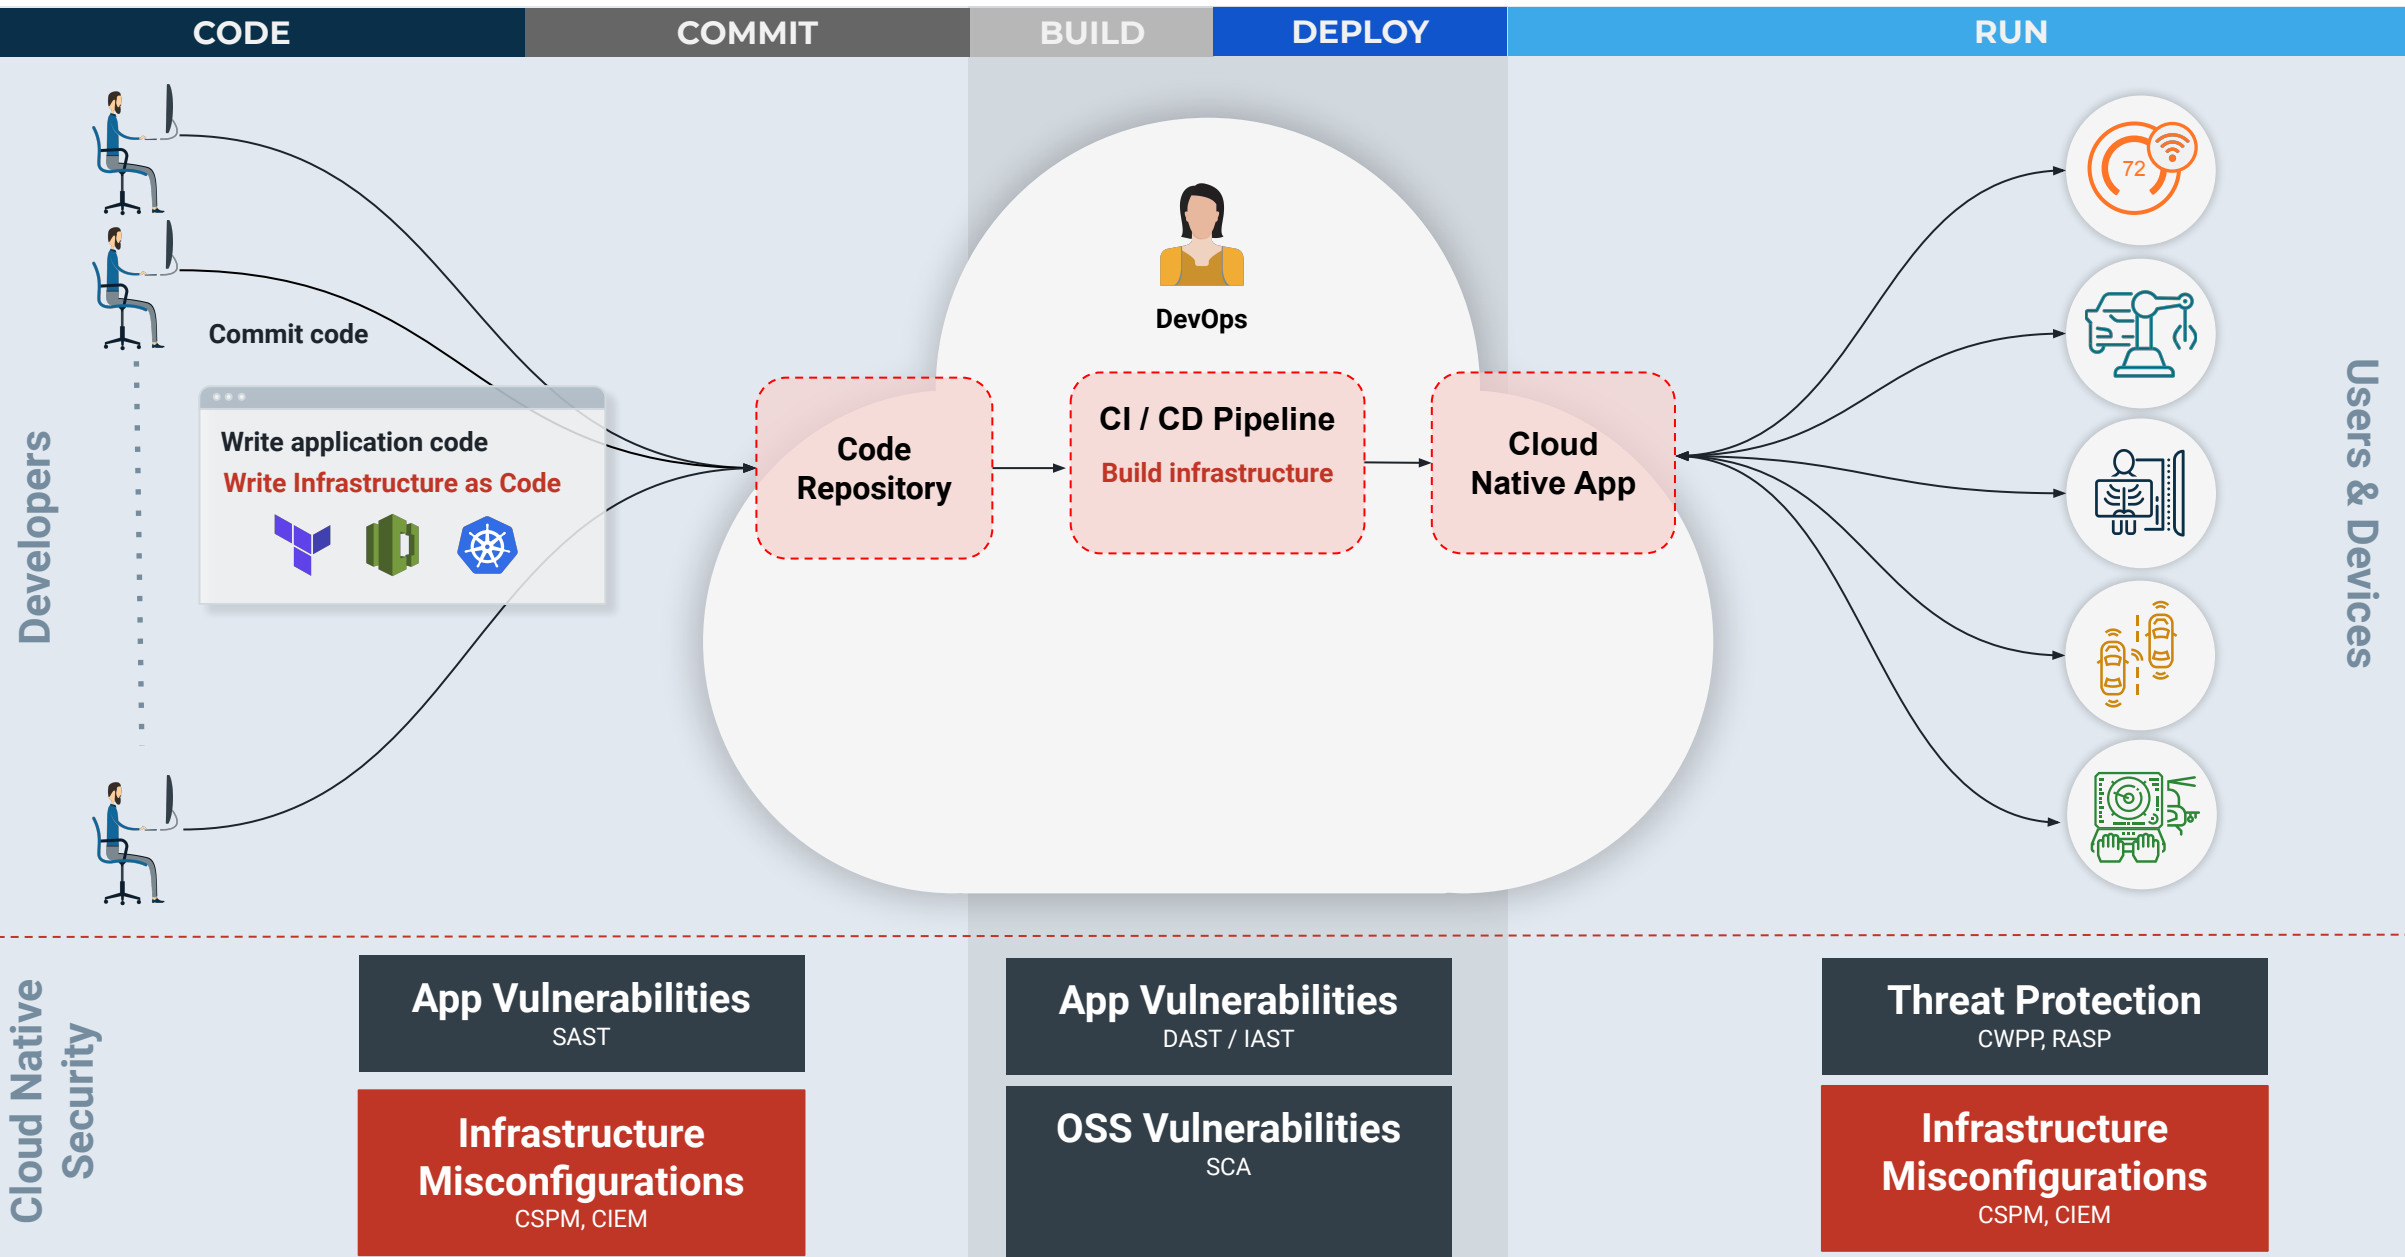 CODE
COMMIT
BUILD
DEPLOY
RUN
Developers
Commit code
Write application code
Write Infrastructure as Code
DevOps
Code
Repository
CI / CD Pipeline
Build infrastructure
Cloud
Native App
72
Users & Devices
Cloud Native
Security
App Vulnerabilities
SAST
Infrastructure
Misconfigurations
CSPM, CIEM
App Vulnerabilities
DAST / IAST
OSS Vulnerabilities
SCA
Threat Protection
CWPP, RASP
Infrastructure
Misconfigurations
CSPM, CIEM